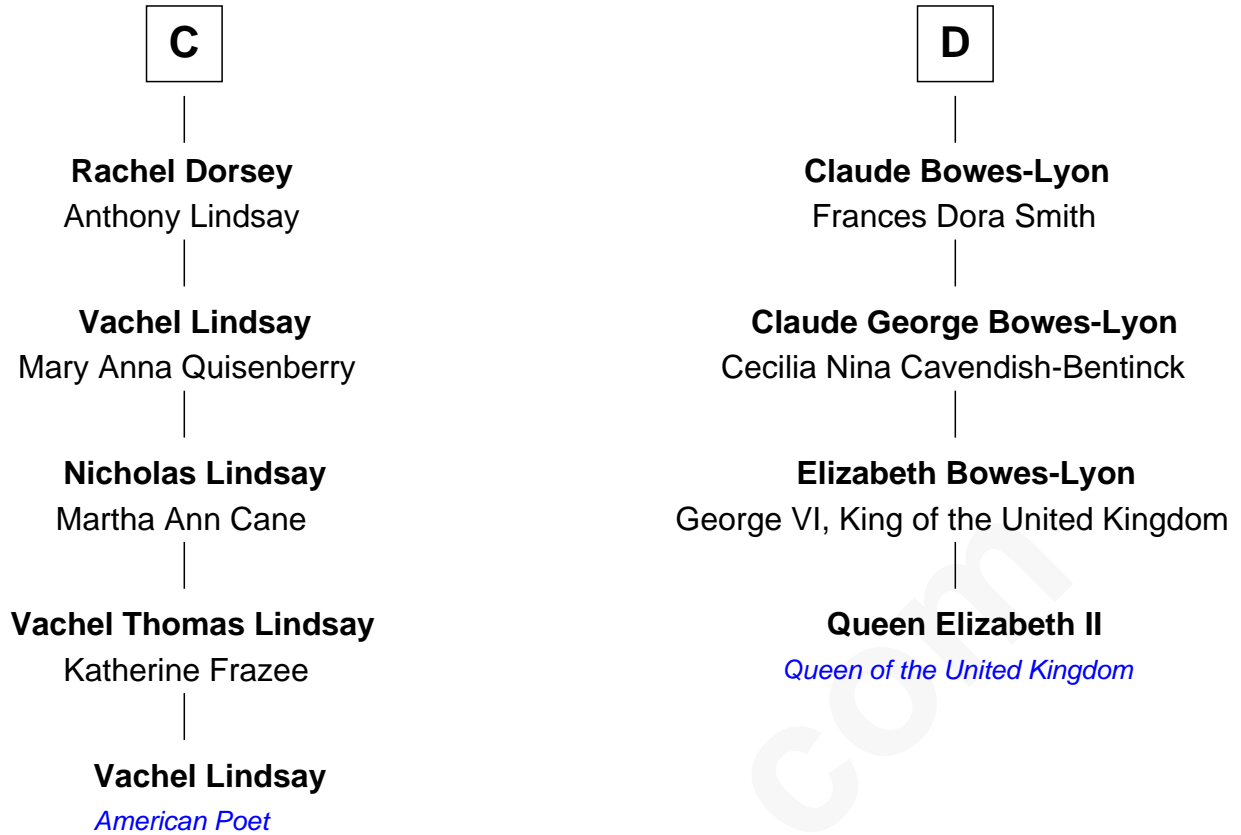 C
Rachel Dorsey
Anthony Lindsay
Vachel Lindsay
Mary Anna Quisenberry
Nicholas Lindsay
Martha Ann Cane
Vachel Thomas Lindsay
Katherine Frazee
Vachel Lindsay
American Poet
D
Claude Bowes-Lyon
Frances Dora Smith
Claude George Bowes-Lyon
Cecilia Nina Cavendish-Bentinck
Elizabeth Bowes-Lyon
George VI, King of the United Kingdom
Queen Elizabeth II
Queen of the United Kingdom
com